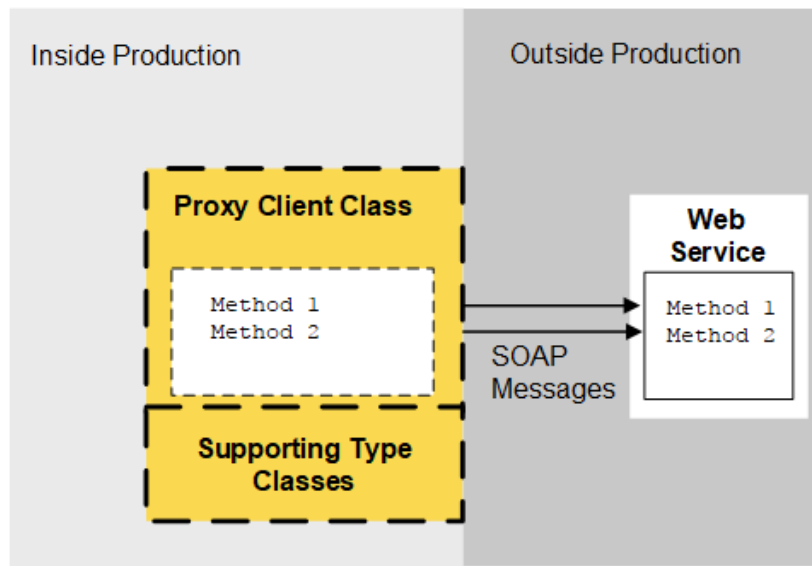 Inside Production
Outside Production
Proxy Client Class
Method 1
Method 2
Supporting Type
Classes
SOAP
Messages
Web
Service
Method 1
Method 2